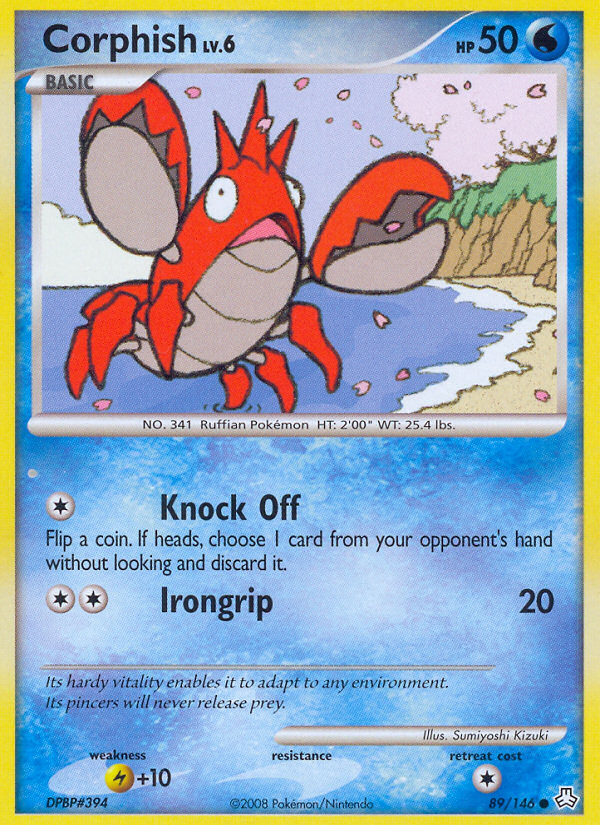 Corphish LV.6
HP 50
BASIC
NO. 341 Ruffian Pokémon HT: 2'00" WT: 25.4 lbs.
Knock Off
Flip a coin. If heads, choose 1 card from your opponent's hand
without looking and discard it.
Irongrip 20
Its hardy vitality enables it to adapt to any environment.
Its pincers will never release prey.
Illus. Sumiyoshi Kizuki
weakness resistance retreat cost
+10
DPBP#394 ©2008 Pokémon/Nintendo 89/146